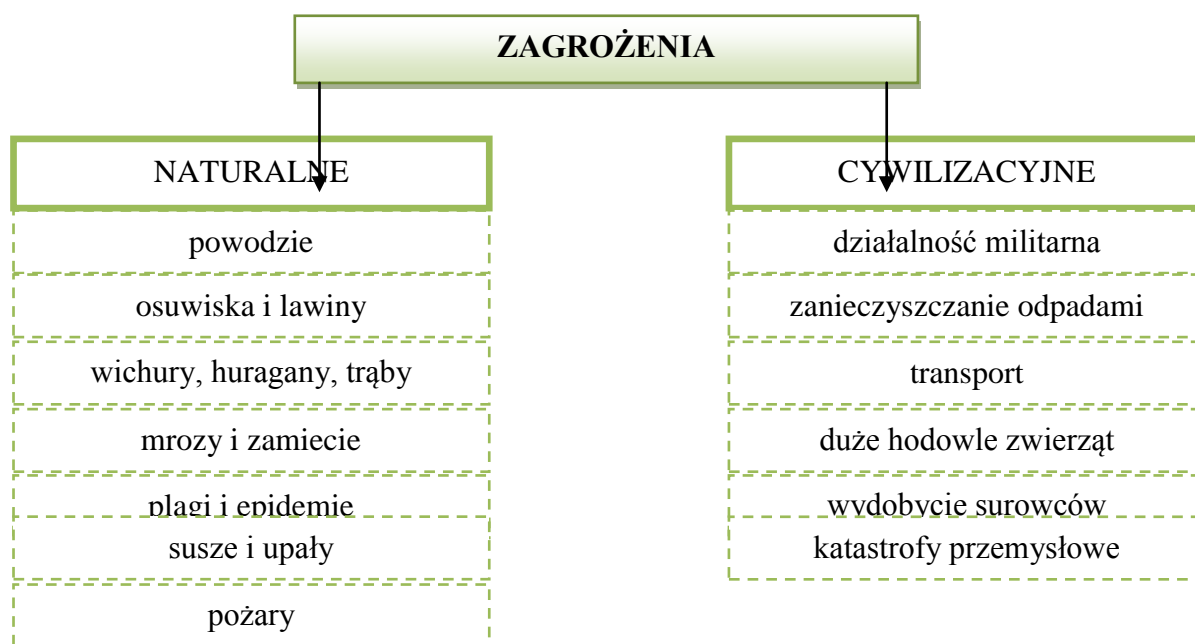 ZAGROŻENIA
NATURALNE
powodzie
osuwiska i lawiny
wichury, huragany, trąby
mrozy i zamiecie
plagi i epidemie
susze i upały
pożary
CYWILIZACYJNE
działalność militarna
zanieczyszczanie odpadami
transport
duże hodowle zwierząt
wydobycie surowców
katastrofy przemysłowe